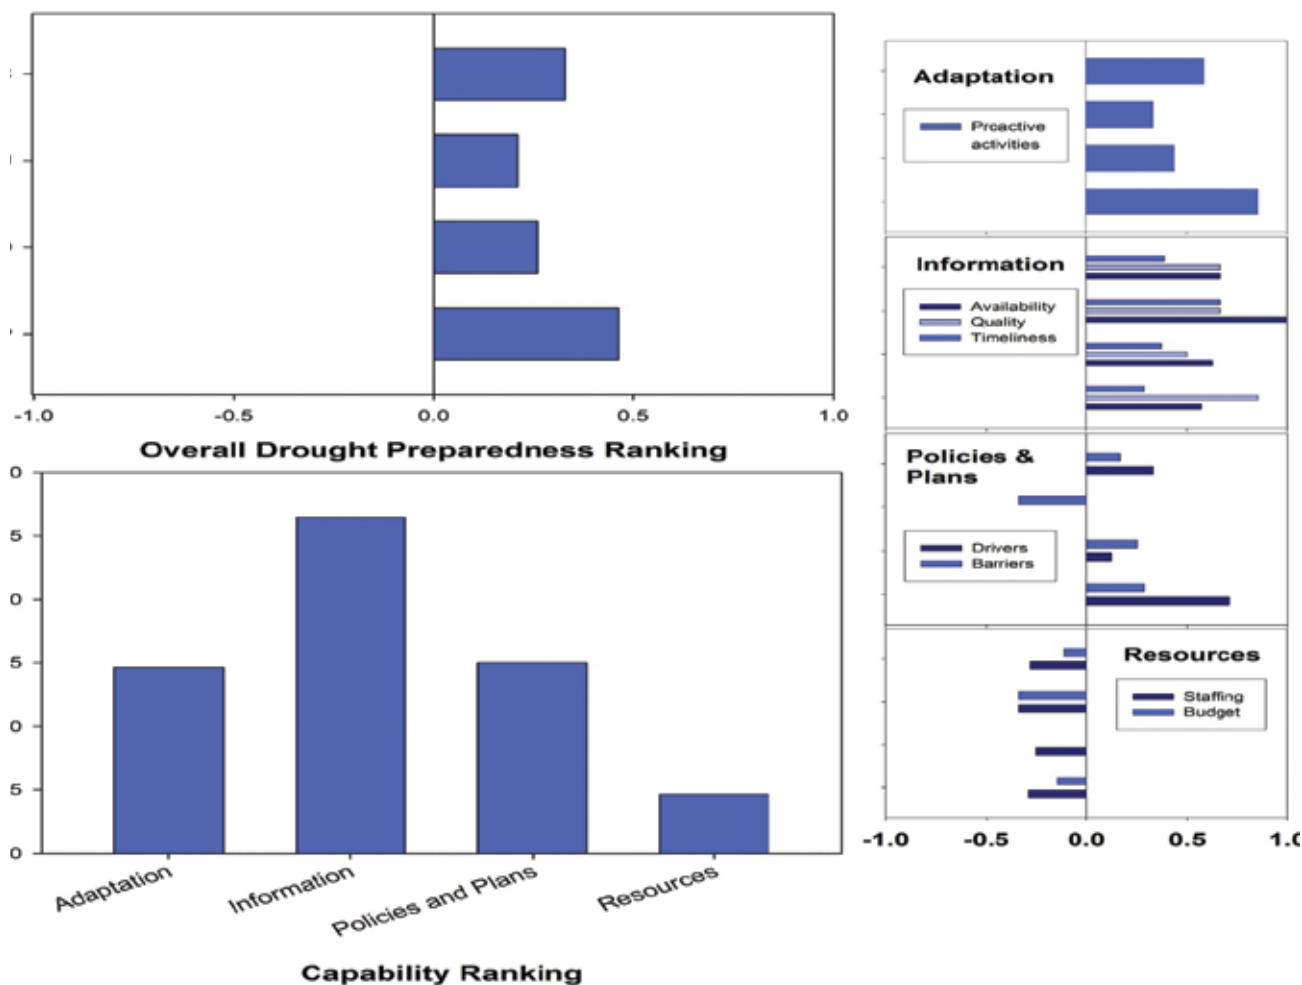 -1.0 -0.5 0.0 0.5 1.0
Overall Drought Preparedness Ranking
0
5
0
5
0
5
0
Adaptation Information Policies and Plans Resources
Capability Ranking
Adaptation
Proactive
activities
Information
Availability
Quality
Timeliness
Policies &
Plans
Drivers
Barriers
Resources
Staffing
Budget
-1.0 -0.5 0.0 0.5